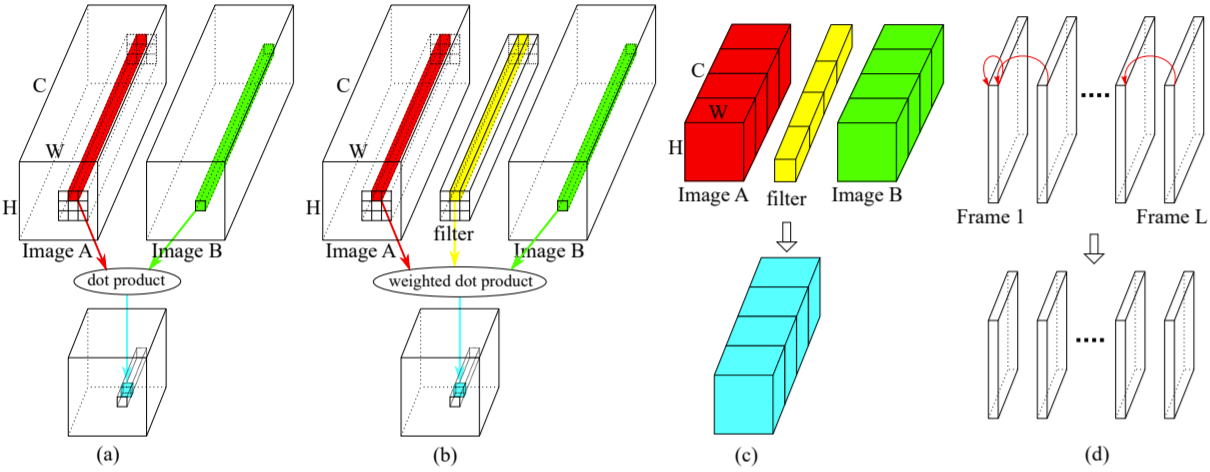 C
W
H
Image A
Image B
dot product
(a)
C
W
H
Image A
filter
Image B
weighted dot product
(b)
C
W
H
Image A
filter
Image B
(c)
Frame 1
Frame L
(d)